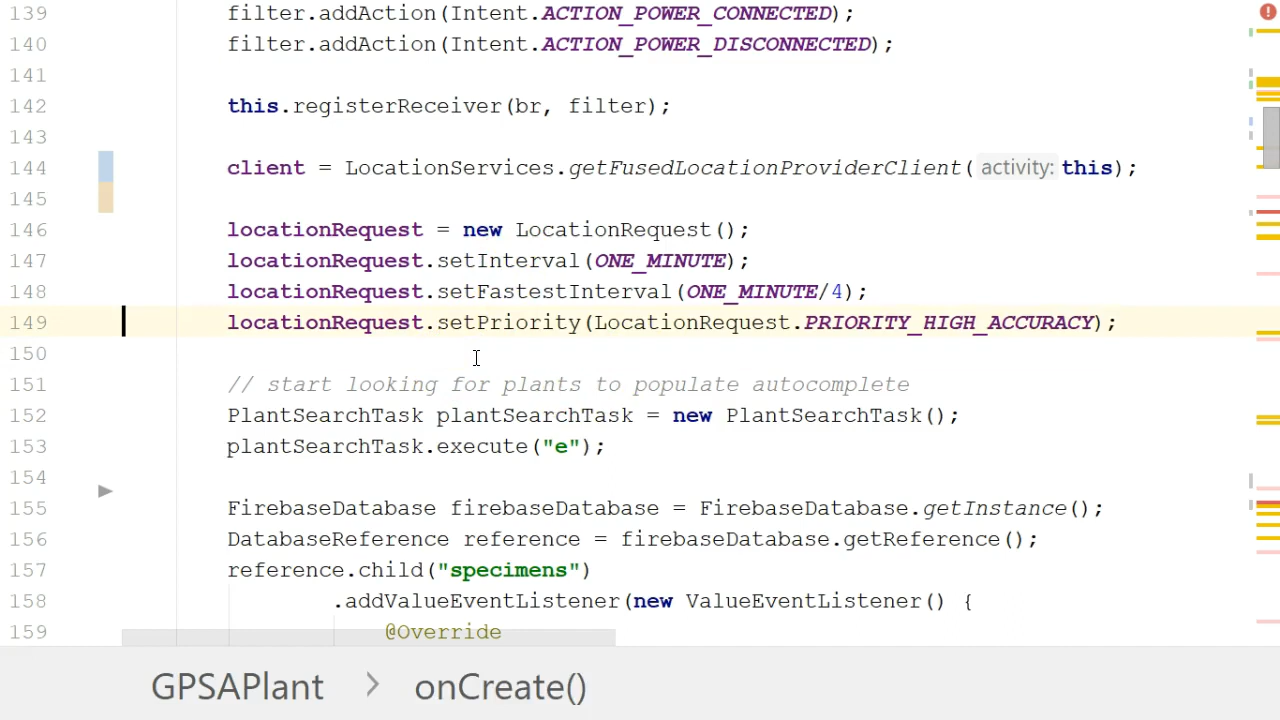 139 filter.addAction(Intent.ACTION_POWER_CONNECTED);
140 filter.addAction(Intent.ACTION_POWER_DISCONNECTED);
141
142 this.registerReceiver(br, filter);
143
144 client = LocationServices.getFusedLocationProviderClient( activity: this);
145
146 locationRequest = new LocationRequest();
147 locationRequest.setInterval(ONE_MINUTE);
148 locationRequest.setFastestInterval(ONE_MINUTE/4);
149 locationRequest.setPriority(LocationRequest.PRIORITY_HIGH_ACCURACY);
150
151 // start looking for plants to populate autocomplete
152 PlantSearchTask plantSearchTask = new PlantSearchTask();
153 plantSearchTask.execute("e");
154
155 FirebaseDatabase firebaseDatabase = FirebaseDatabase.getInstance();
156 DatabaseReference reference = firebaseDatabase.getReference();
157 reference.child("specimens")
158 .addValueEventListener(new ValueEventListener() {
159 @Override
GPSAPlant > onCreate()